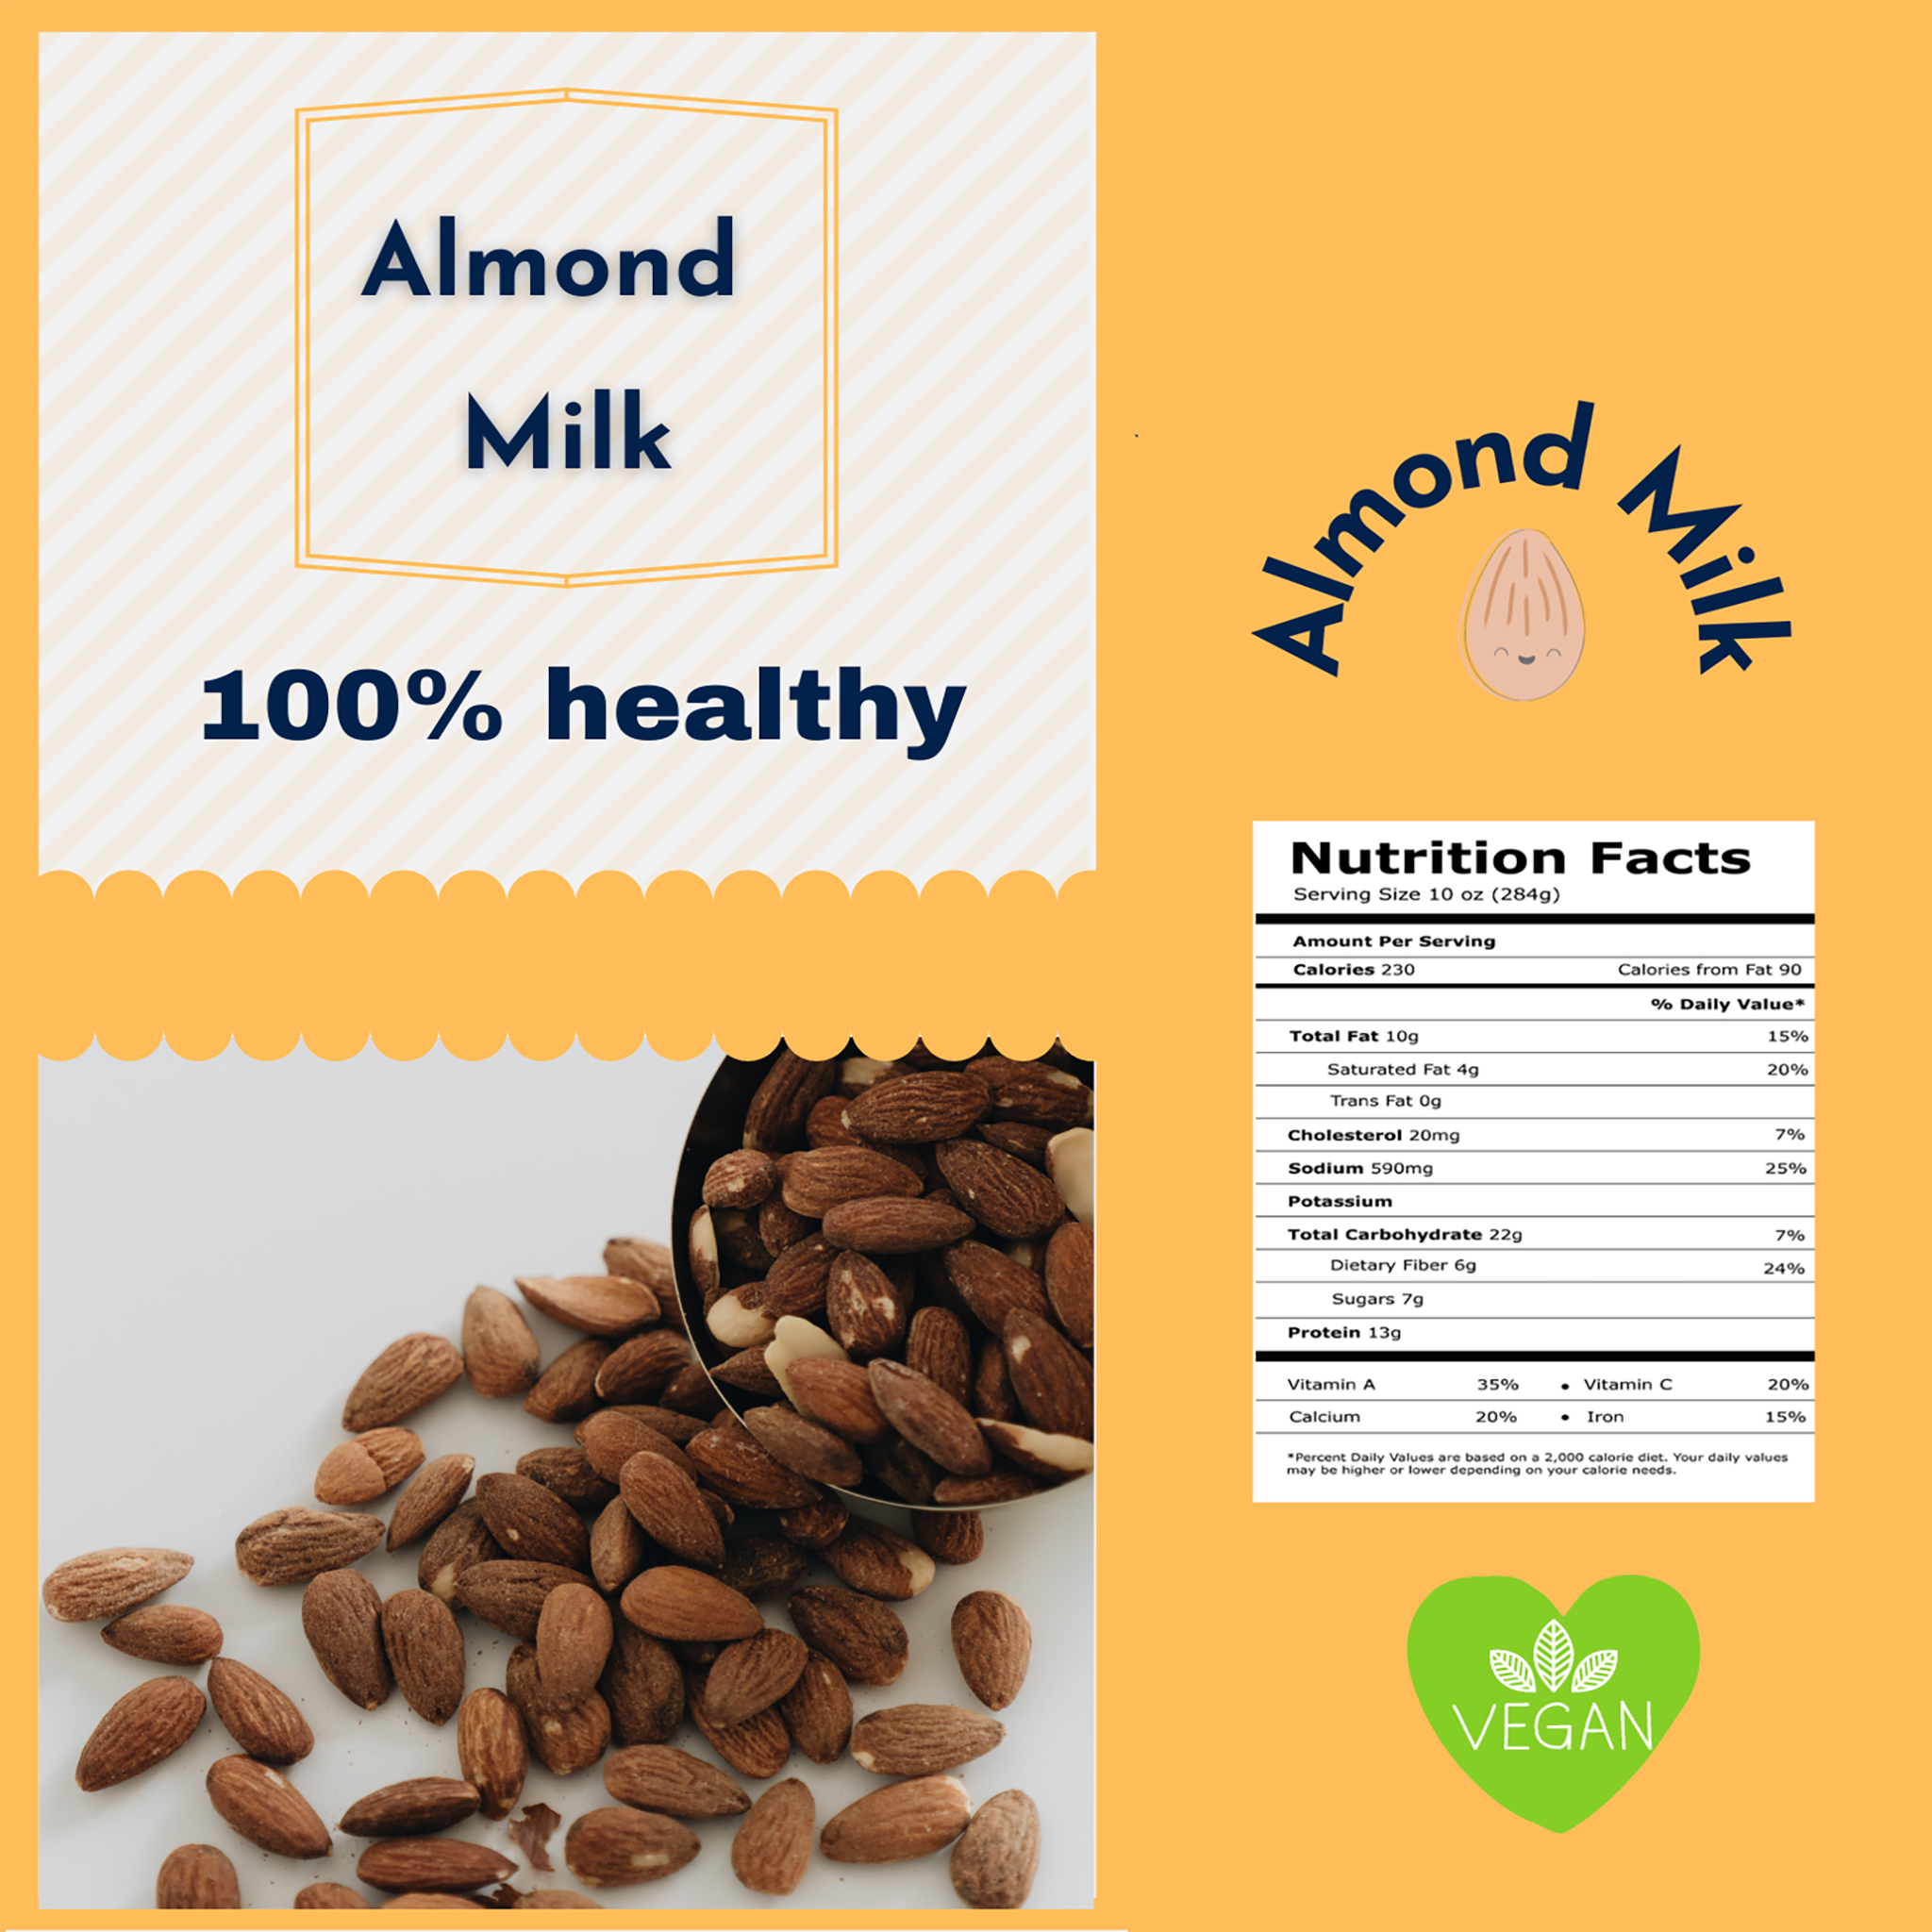 Almond
Milk
100% healthy
Almond Milk
Nutrition Facts
Serving Size 10 oz (284g)
Amount Per Serving
Calories 230 Calories from Fat 90
% Daily Value*
Total Fat 10g 15%
Saturated Fat 4g 20%
Trans Fat 0g
Cholesterol 20mg 7%
Sodium 590mg 25%
Potassium
Total Carbohydrate 22g 7%
Dietary Fiber 6g 24%
Sugars 7g
Protein 13g
Vitamin A 35% • Vitamin C 20%
Calcium 20% • Iron 15%
*Percent Daily Values are based on a 2,000 calorie diet. Your daily values
may be higher or lower depending on your calorie needs.
VEGAN